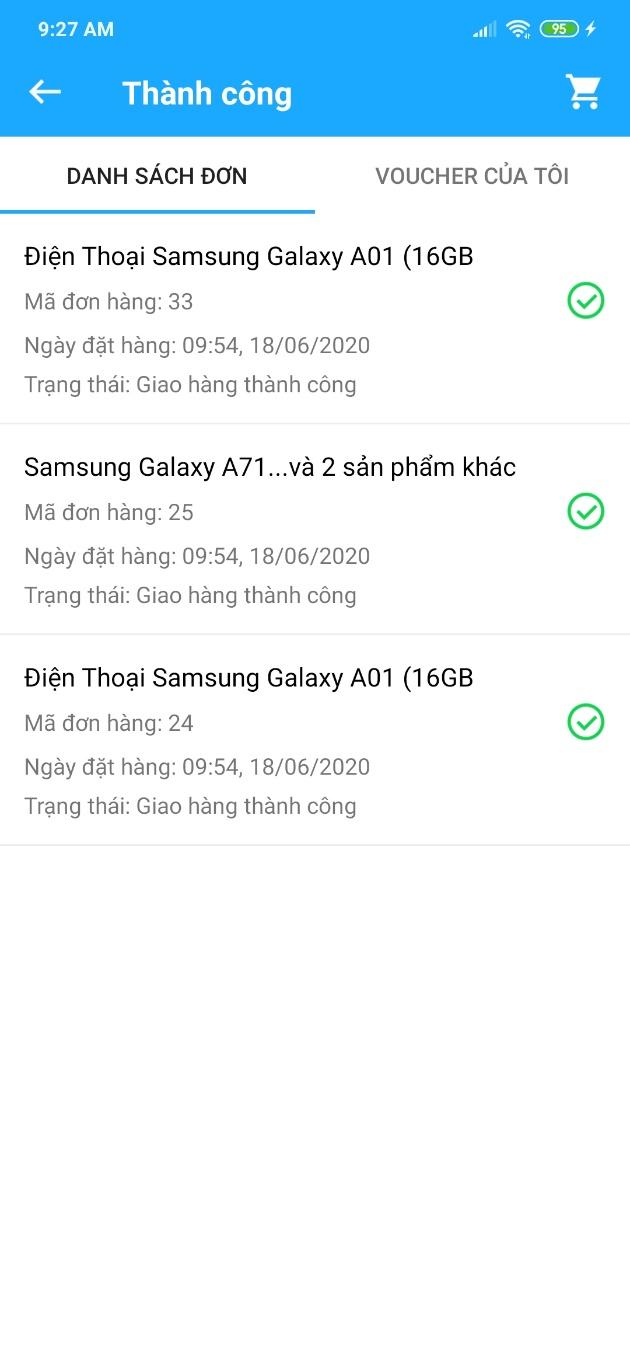 9:27 AM
95
Thành công
DANH SÁCH ĐƠN
VOUCHER CỦA TÔI
Điện Thoại Samsung Galaxy A01 (16GB
Mã đơn hàng: 33
Ngày đặt hàng: 09:54, 18/06/2020
Trạng thái: Giao hàng thành công
Samsung Galaxy A71...và 2 sản phẩm khác
Mã đơn hàng: 25
Ngày đặt hàng: 09:54, 18/06/2020
Trạng thái: Giao hàng thành công
Điện Thoại Samsung Galaxy A01 (16GB
Mã đơn hàng: 24
Ngày đặt hàng: 09:54, 18/06/2020
Trạng thái: Giao hàng thành công